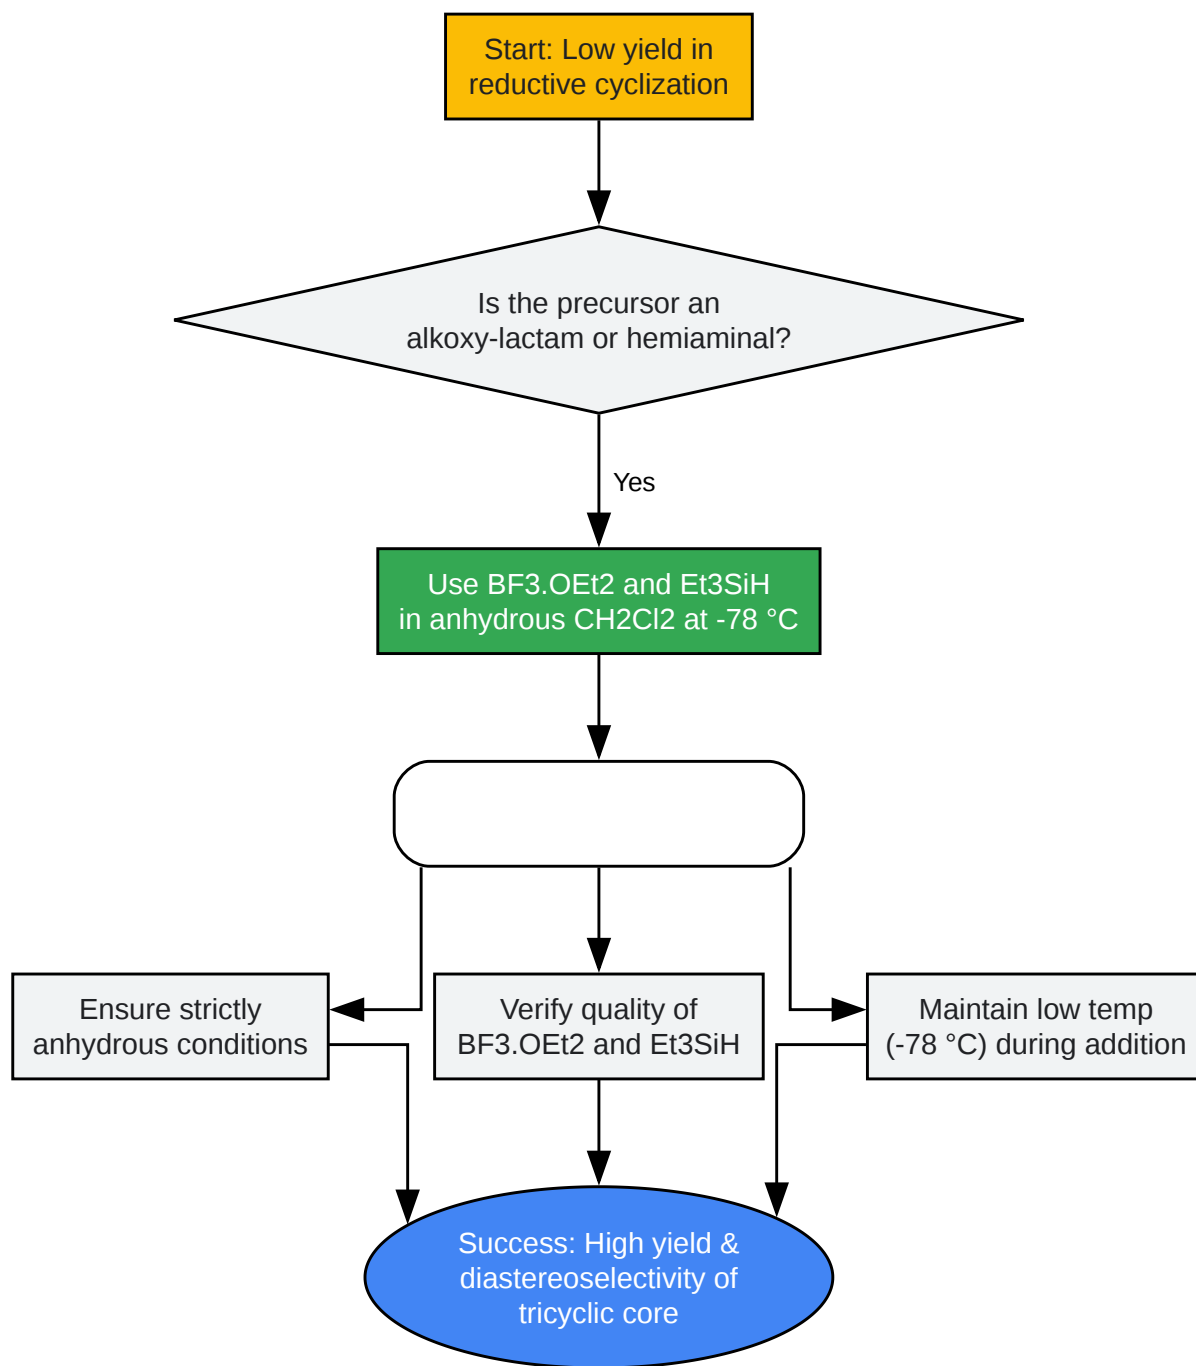 Start: Low yield in
reductive cyclization
Is the precursor an
alkoxy-lactam or hemiaminal?
Yes
Use BF3.OEt2 and Et3SiH
in anhydrous CH2Cl2 at -78 °C
Ensure strictly
anhydrous conditions
Verify quality of
BF3.OEt2 and Et3SiH
Maintain low temp
(-78 °C) during addition
Success: High yield &
diastereoselectivity of
tricyclic core